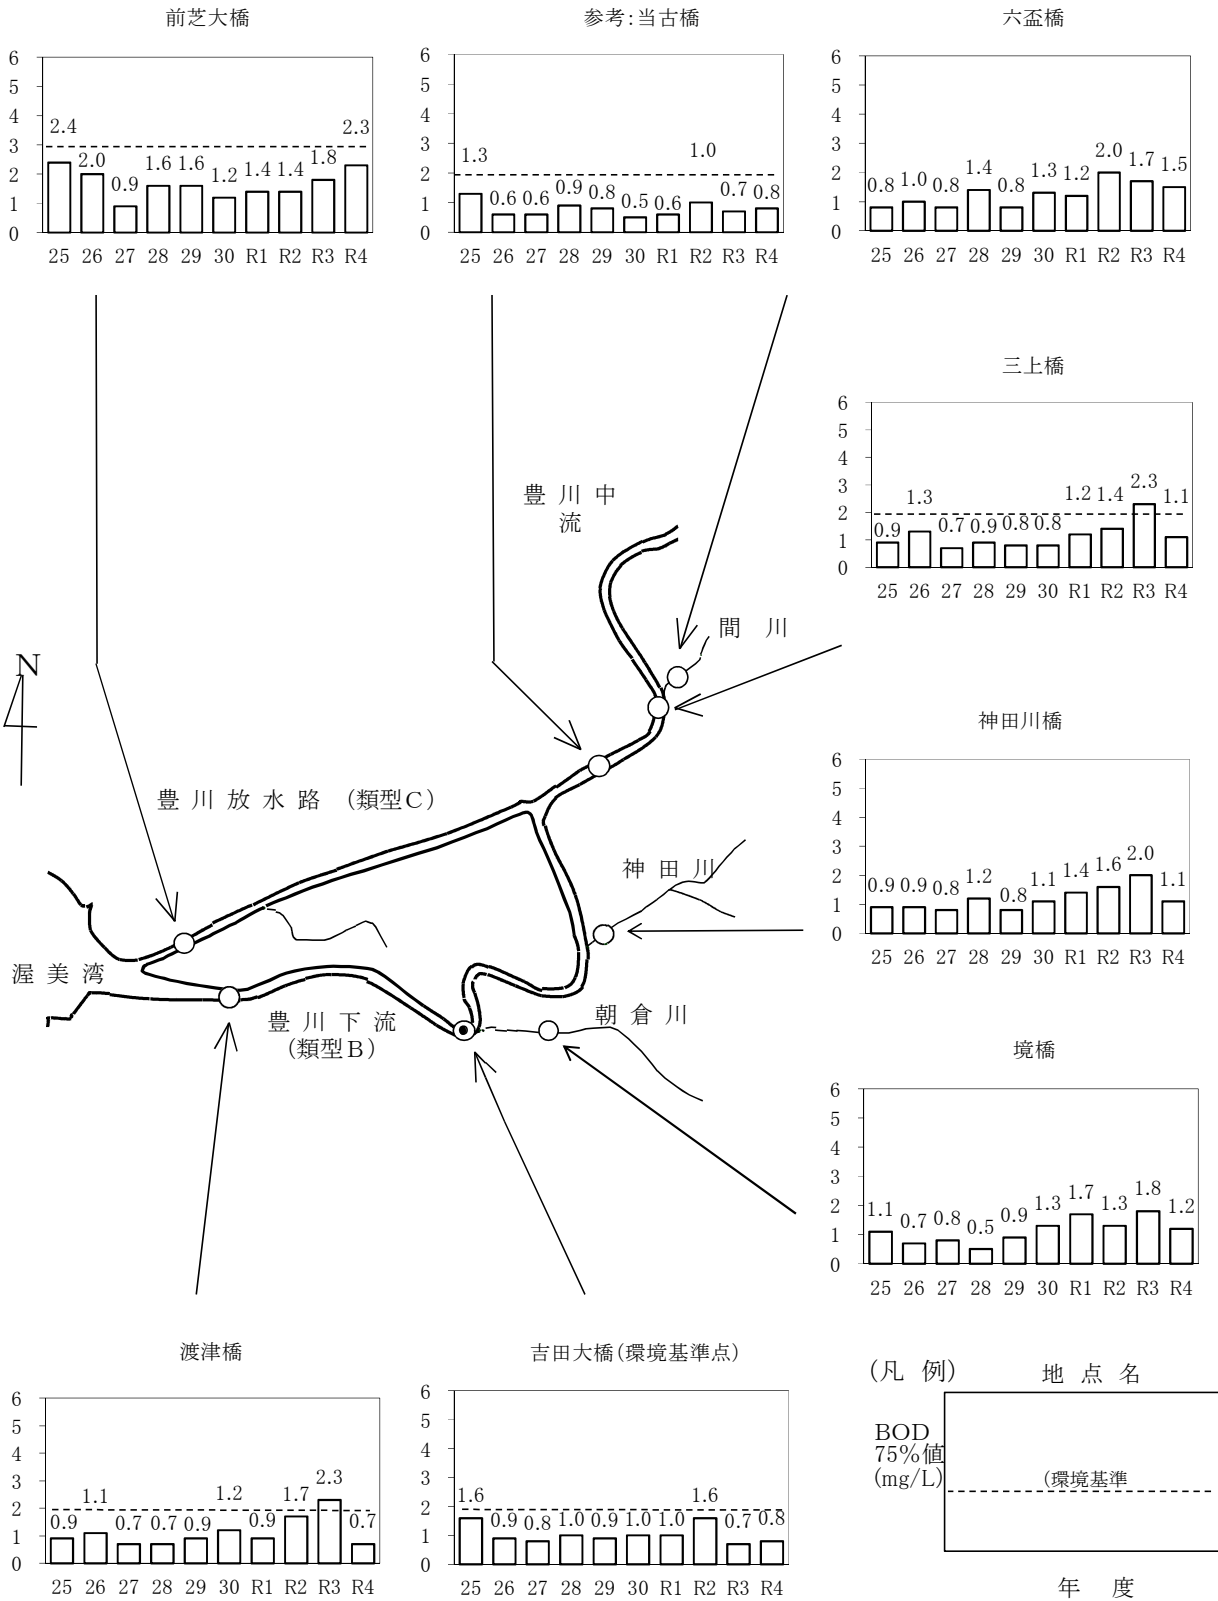 前芝大橋
6
5
4
3
2
1
0
2.4 2.0 0.9 1.6 1.6 1.2 1.4 1.4 1.8 2.3
25 26 27 28 29 30 R1 R2 R3 R4
参考:当古橋
6
5
4
3
2
1
0
1.3 0.6 0.6 0.9 0.8 0.5 0.6 1.0 0.7 0.8
25 26 27 28 29 30 R1 R2 R3 R4
六盃橋
6
5
4
3
2
1
0
0.8 1.0 0.8 1.4 0.8 1.3 1.2 2.0 1.7 1.5
25 26 27 28 29 30 R1 R2 R3 R4
三上橋
6
5
4
3
2
1
0
0.9 1.3 0.7 0.9 0.8 0.8 1.2 1.4 2.3 1.1
25 26 27 28 29 30 R1 R2 R3 R4
豊川中
流
間川
N
豊川放水路 (類型C)
神田川
渥美湾
豊川下流
(類型B)
朝倉川
神田川橋
6
5
4
3
2
1
0
0.9 0.9 0.8 1.2 0.8 1.1 1.4 1.6 2.0 1.1
25 26 27 28 29 30 R1 R2 R3 R4
境橋
6
5
4
3
2
1
0
1.1 0.7 0.8 0.5 0.9 1.3 1.7 1.3 1.8 1.2
25 26 27 28 29 30 R1 R2 R3 R4
渡津橋
6
5
4
3
2
1
0
0.9 1.1 0.7 0.7 0.9 1.2 0.9 1.7 2.3 0.7
25 26 27 28 29 30 R1 R2 R3 R4
吉田大橋(環境基準点)
6
5
4
3
2
1
0
1.6 0.9 0.8 1.0 0.9 1.0 1.0 1.6 0.7 0.8
25 26 27 28 29 30 R1 R2 R3 R4
(凡 例)
地 点 名
BOD
75%値
(mg/L)
(環境基準
年 度